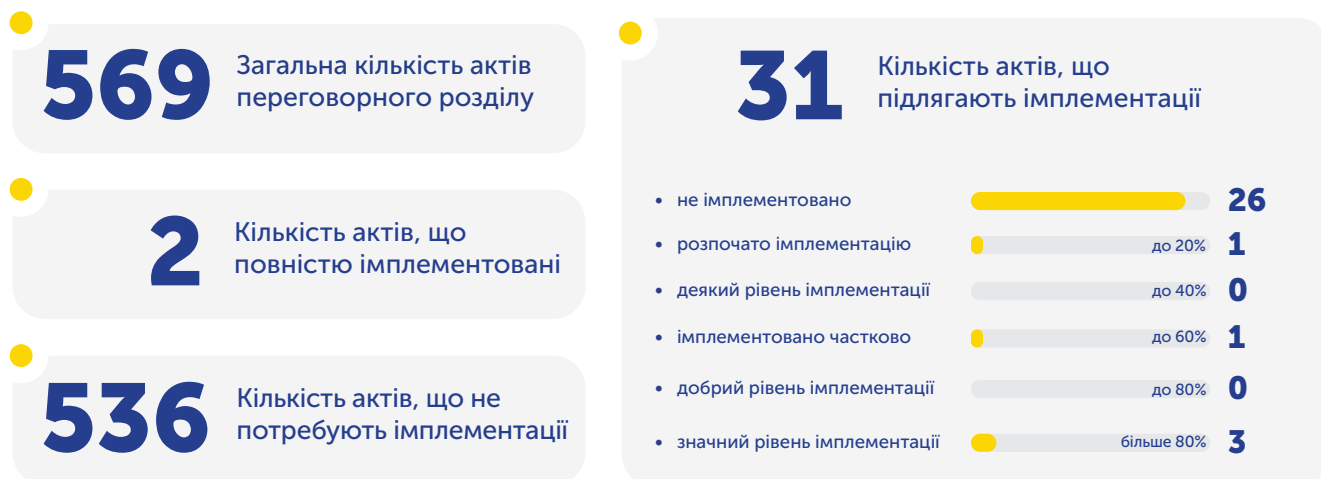 569
Загальна кількість актів
переговорного розділу
2
Кількість актів, що
повністю імплементовані
536
Кількість актів, що не
потребують імплементації
31
Кількість актів, що
підлягають імплементації
• не імплементовано 26
• розпочато імплементацію до 20% 1
• деякий рівень імплементації до 40% 0
• імплементовано частково до 60% 1
• добрий рівень імплементації до 80% 0
• значний рівень імплементації більше 80% 3